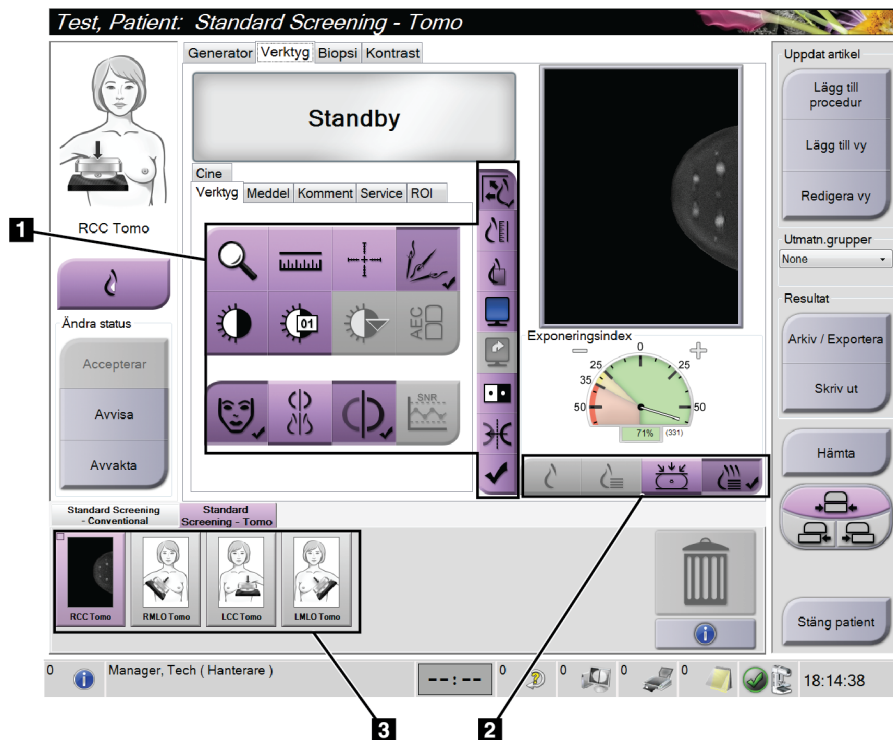 Test, Patient: Standard Screening - Tomo
Generator Verktyg Biopsi Kontrast
Standby
Cine
Verktyg Meddel Komment Service ROI
1
RCC Tomo
Ändra status
Accepterar
Avvisa
Avvakta
01
AEC
SNR
Exponeringsindex
0
25 25
35
50 50
71% (331)
Uppdat artikel
Lägg till
procedur
Lägg till vy
Redigera vy
Utmatn.grupper
None
Resultat
Arkiv / Exportera
Skriv ut
Hämta
Stäng patient
Standard Screening
- Conventional
Standard
Screening - Tomo
RCC Tomo RMLO Tomo LCC Tomo LMLO Tomo
0 Manager, Tech ( Hanterare ) --:-- 0 0 0 0 18:14:38
3 2